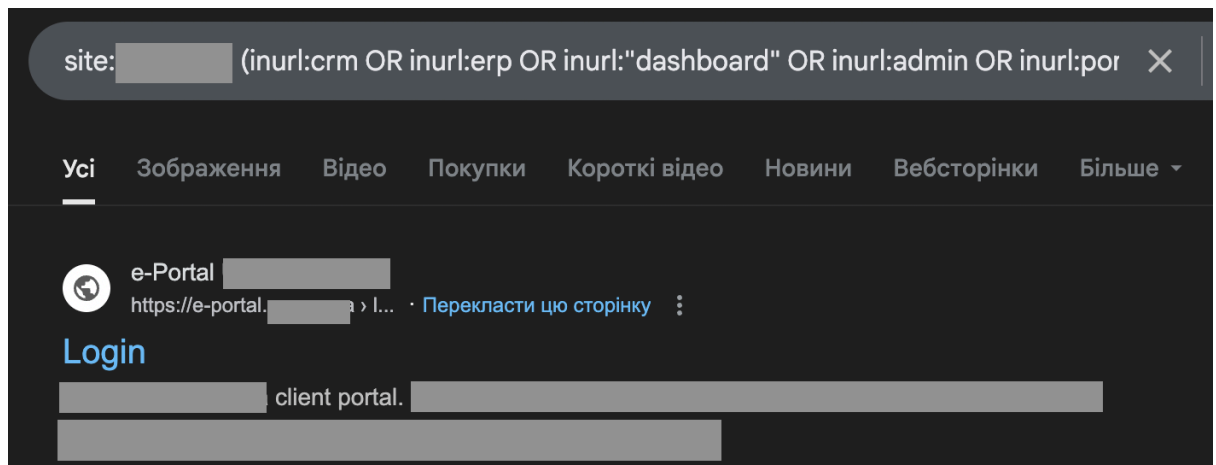 site: (inurl:crm OR inurl:erp OR inurl:"dashboard" OR inurl:admin OR inurl:por
Усі Зображення Відео Покупки Короткі відео Новини Вебсторінки Більше
e-Portal
https://e-portal. a › l... · Перекласти цю сторінку
Login
client portal.